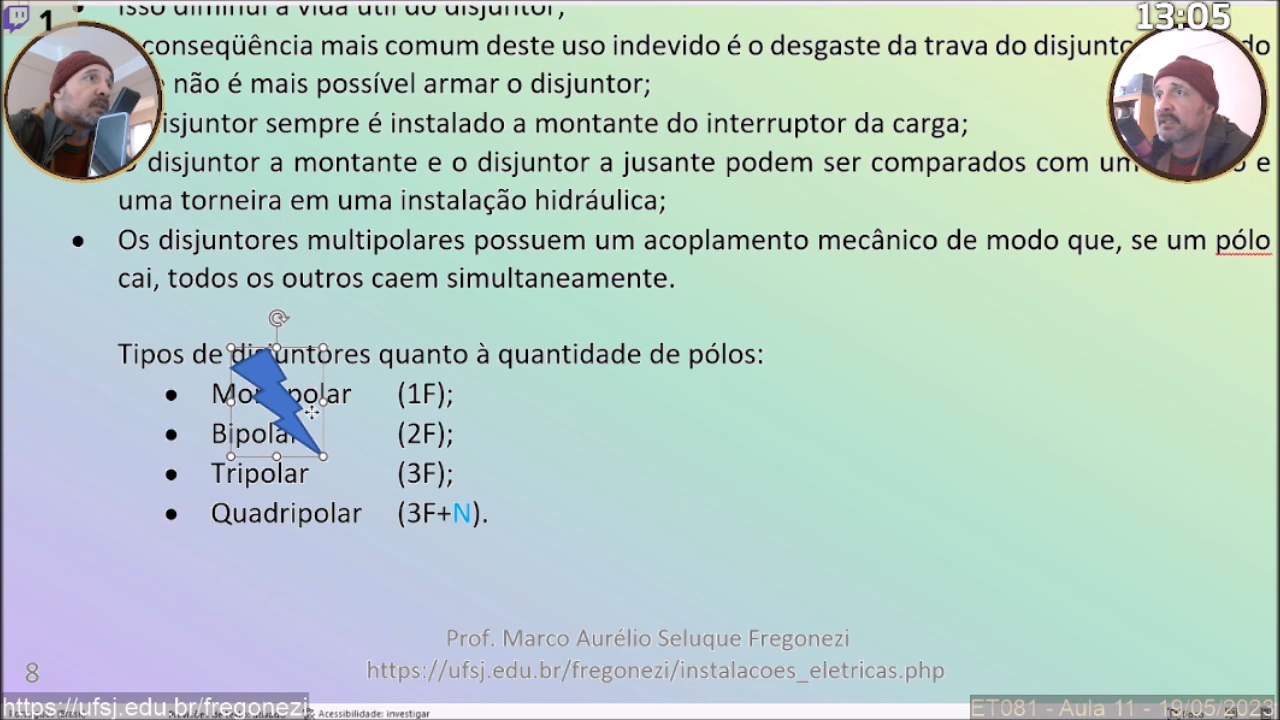 1
13:05
Isso diminui a vida útil do disjuntor;
conseqüência mais comum deste uso indevido é o desgaste da trava do
não é mais possível armar o disjuntor;
sempre é instalado a montante do interruptor da carga;
disjuntor a montante e o disjuntor a jusante podem ser comparados com e
uma torneira em uma instalação hidráulica;
• Os disjuntores multipolares possuem um acoplamento mecânico de modo que, se um pólo
cai, todos os outros caem simultaneamente.
Tipos de disjuntores quanto à quantidade de pólos:
• Monopolar (1F);
• Bipolar (2F);
• Tripolar (3F);
• Quadripolar (3F+N).
Prof. Marco Aurélio Seluque Fregonezi
8 https://ufsj.edu.br/fregonezi/instalacoes_eletricas.php
https://ufsj.edu.br/fregonezi
Acessibilidade: investigar
ET081 - Aula 11 - 19/05/2023